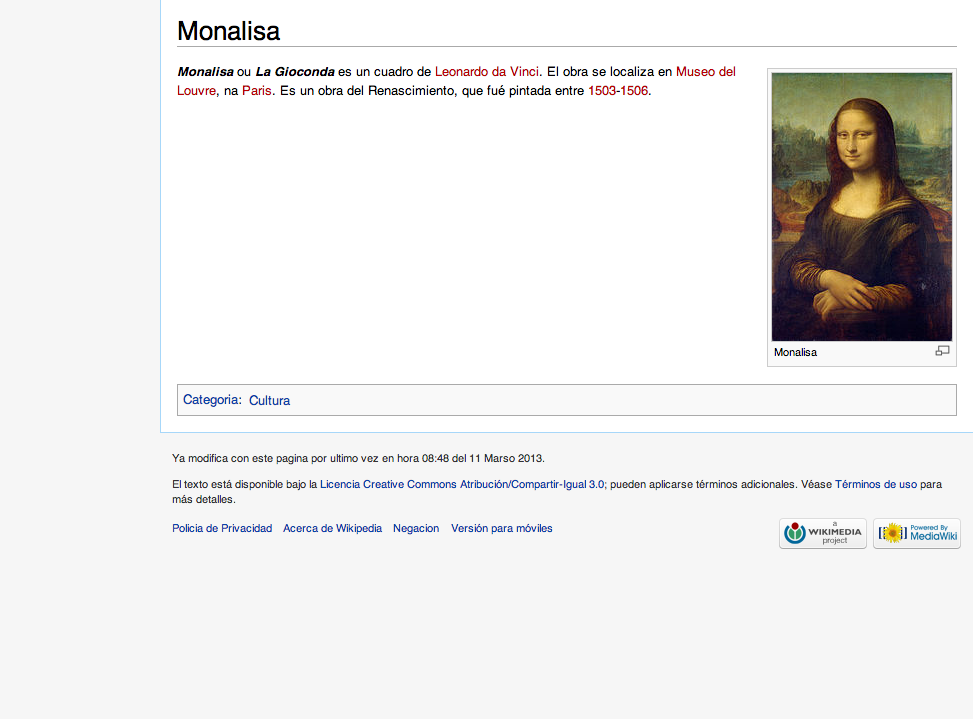 Monalisa
Monalisa ou La Gioconda es un cuadro de Leonardo da Vinci. El obra se localiza en Museo del
Louvre, na Paris. Es un obra del Renascimiento, que fué pintada entre 1503-1506.
Monalisa
Categoria: Cultura
Ya modifica con este pagina por ultimo vez en hora 08:48 del 11 Marso 2013.
El texto está disponible bajo la Licencia Creative Commons Atribución/Compartir-Igual 3.0; pueden aplicarse términos adicionales. Véase Términos de uso para
más detalles.
Policia de Privacidad Acerca de Wikipedia Negacion Versión para móviles
a
WIKIMEDIA
project
Powered By
MediaWiki